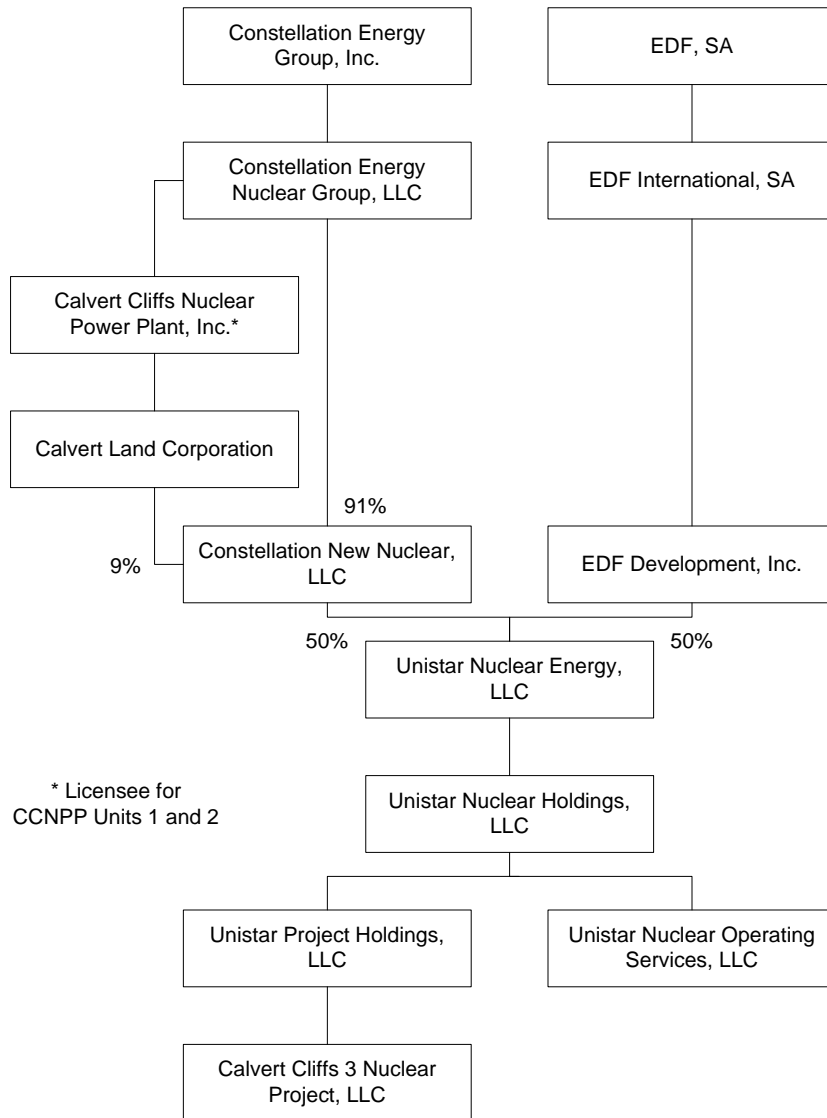 Constellation Energy
Group, Inc.
EDF, SA
Constellation Energy
Nuclear Group, LLC
EDF International, SA
Calvert Cliffs Nuclear
Power Plant, Inc.*
Calvert Land Corporation
91%
9%
Constellation New Nuclear,
LLC
EDF Development, Inc.
50%
50%
Unistar Nuclear Energy,
LLC
* Licensee for
CCNPP Units 1 and 2
Unistar Nuclear Holdings,
LLC
Unistar Project Holdings,
LLC
Unistar Nuclear Operating
Services, LLC
Calvert Cliffs 3 Nuclear
Project, LLC